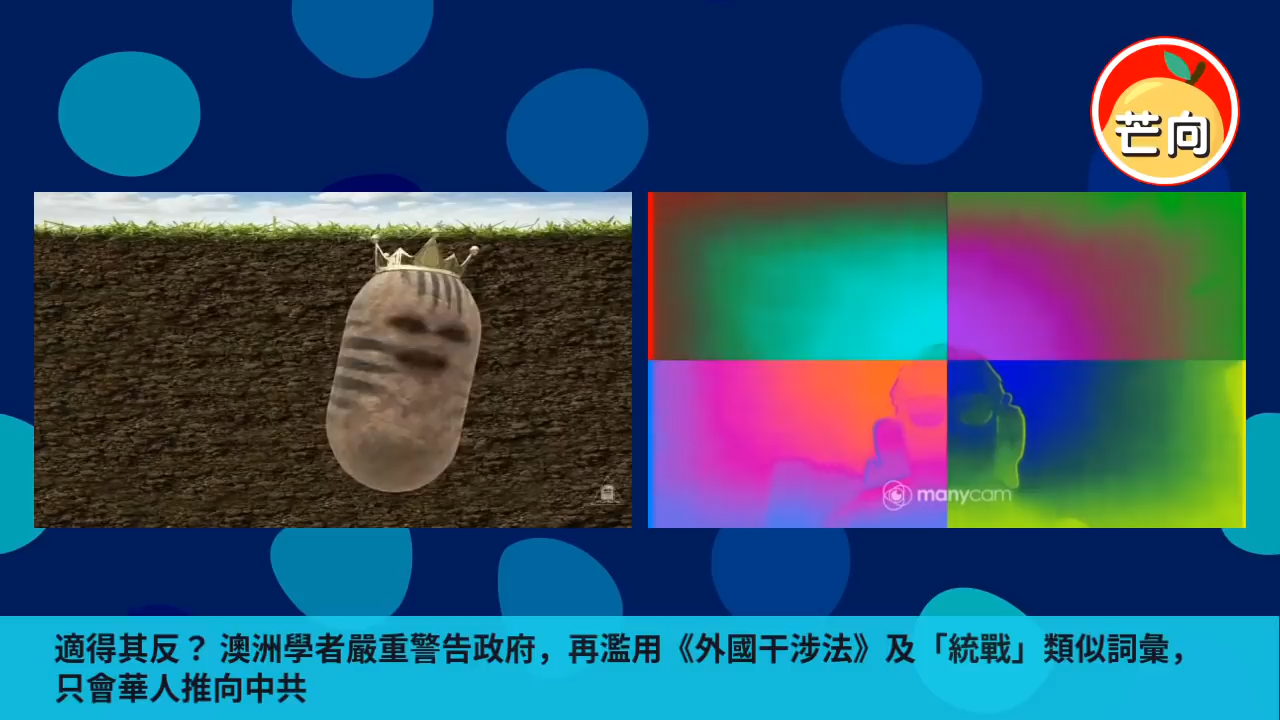 芒向
manycam
適得其反？ 澳洲學者嚴重警告政府，再濫用《外國干涉法》及「統戰」類似詞彙，
只會華人推向中共